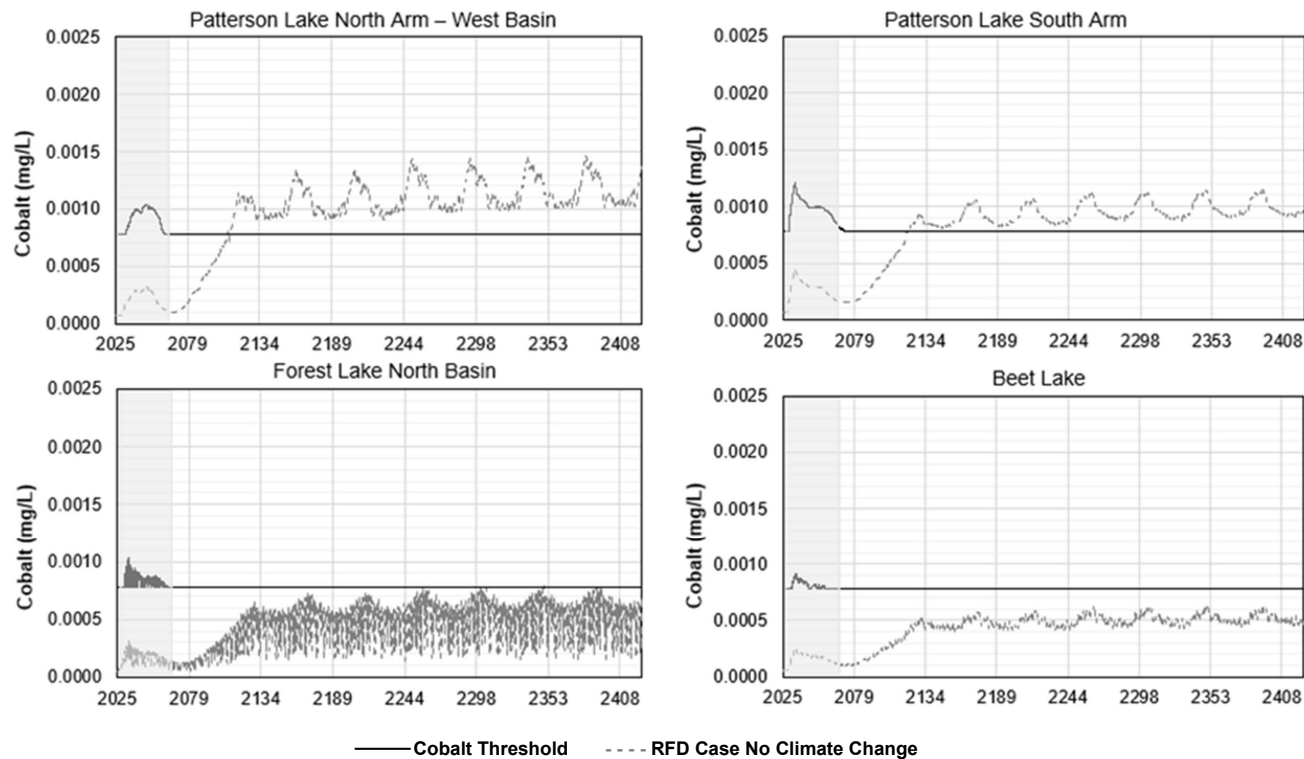 Patterson Lake North Arm – West Basin
Cobalt (mg/L)
0.0025
0.0020
0.0015
0.0010
0.0005
0.0000
2025 2079 2134 2189 2244 2298 2353 2408
Patterson Lake South Arm
Cobalt (mg/L)
0.0025
0.0020
0.0015
0.0010
0.0005
0.0000
2025 2079 2134 2189 2244 2298 2353 2408
Forest Lake North Basin
Cobalt (mg/L)
0.0025
0.0020
0.0015
0.0010
0.0005
0.0000
2025 2079 2134 2189 2244 2298 2353 2408
Beet Lake
Cobalt (mg/L)
0.0025
0.0020
0.0015
0.0010
0.0005
0.0000
2025 2079 2134 2189 2244 2298 2353 2408
Cobalt Threshold RFD Case No Climate Change